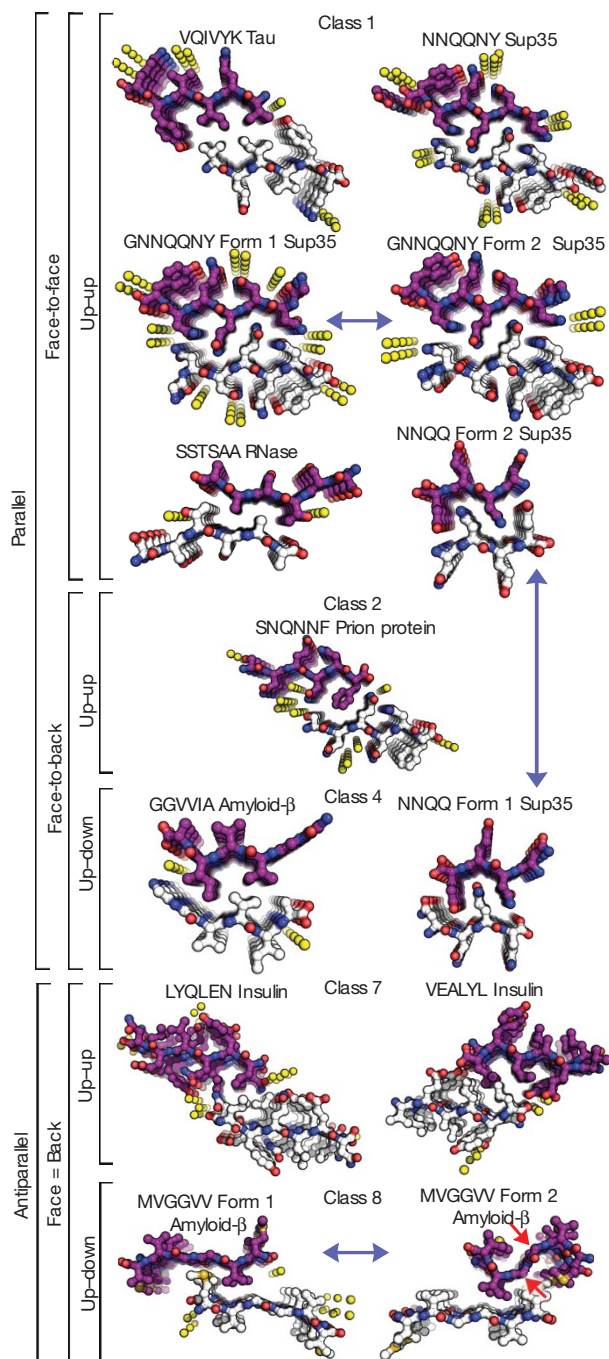 Class 1
VQIVYK Tau
NNQQNY Sup35
GNNQQNY Form 1 Sup35
GNNQQNY Form 2 Sup35
SSTSAA RNase
NNQQ Form 2 Sup35
Class 2
SNQNNF Prion protein
GGVVIA Amyloid-β
Class 4
NNQQ Form 1 Sup35
LYQLEN Insulin
Class 7
VEALYL Insulin
MVGGVV Form 1
Amyloid-β
Class 8
MVGGVV Form 2
Amyloid-β
Parallel
Face-to-face
Up–up
Face-to-back
Up–up
Up–down
Antiparallel
Face = Back
Up–up
Up–down